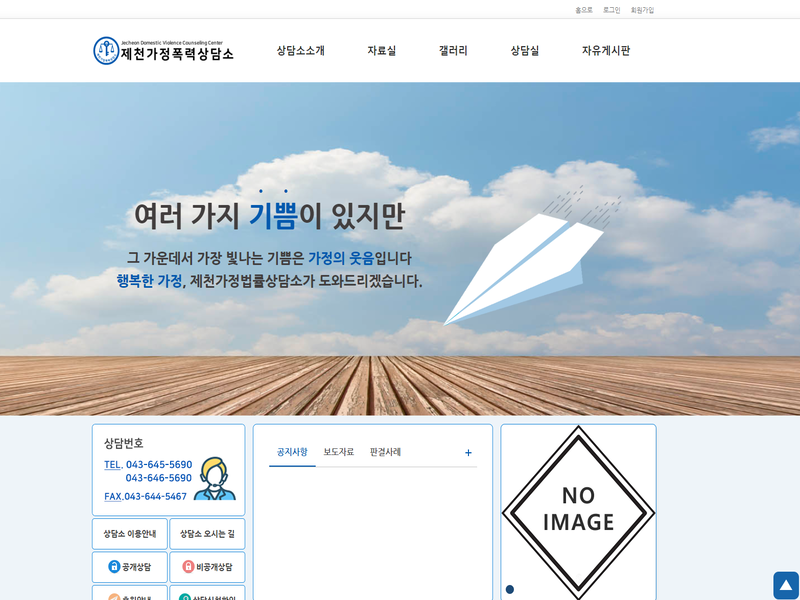 홈으로 로그인 회원가입
Jecheon Domestic Violence Counseling Center
제천가정폭력상담소
상담소소개 자료실 갤러리 상담실 자유게시판
여러 가지 기쁨이 있지만
그 가운데서 가장 빛나는 기쁨은 가정의 웃음입니다
행복한 가정, 제천가정법률상담소가 도와드리겠습니다.
상담번호
TEL. 043-645-5690
043-646-5690
FAX.043-644-5467
공지사항 보도자료 판결사례 +
NO
IMAGE
상담소 이용안내 상담소 오시는 길
공개상담 비공개상담